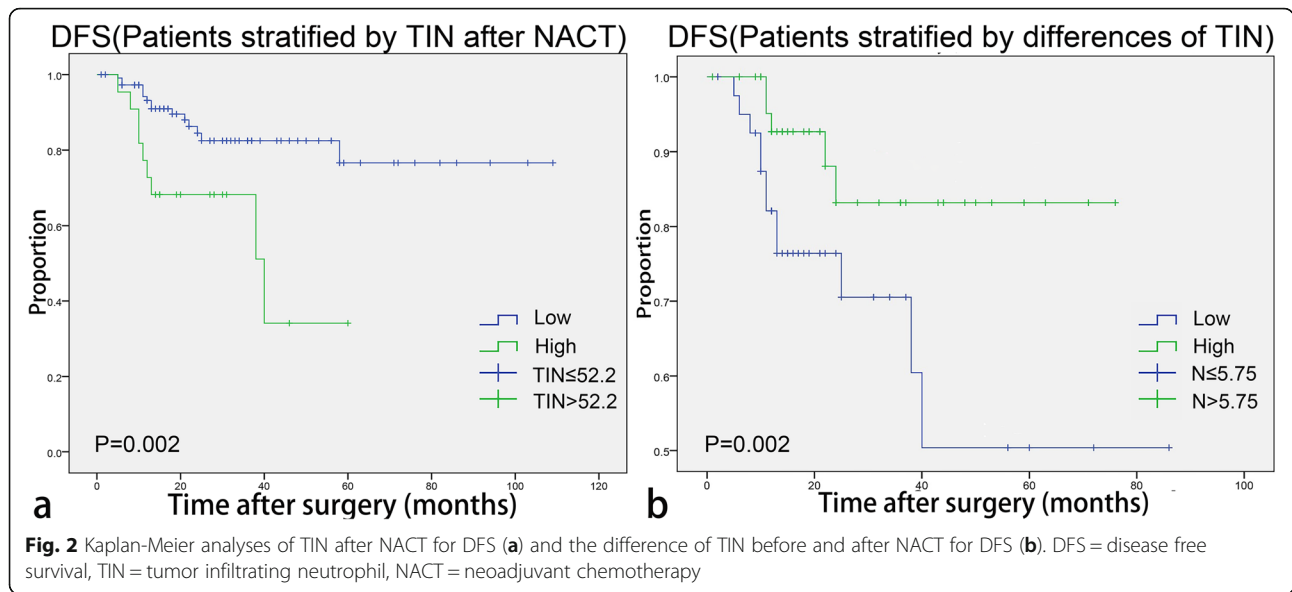 DFS(Patients stratified by TIN after NACT)
1.0
0.8
0.6
0.4
0.2
0.0
Proportion
Low
High
TIN≤52.2
TIN>52.2
P=0.002
0 20 40 60 80 100 120
Time after surgery (months)
a
DFS(Patients stratified by differences of TIN)
1.0
0.9
0.8
0.7
0.6
0.5
Proportion
Low
High
N≤5.75
N>5.75
P=0.002
0 20 40 60 80 100
Time after surgery (months)
b
Fig. 2 Kaplan-Meier analyses of TIN after NACT for DFS (a) and the difference of TIN before and after NACT for DFS (b). DFS = disease free
survival, TIN = tumor infiltrating neutrophil, NACT = neoadjuvant chemotherapy